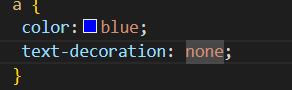 a {
color:blue;
text-decoration: none;
}